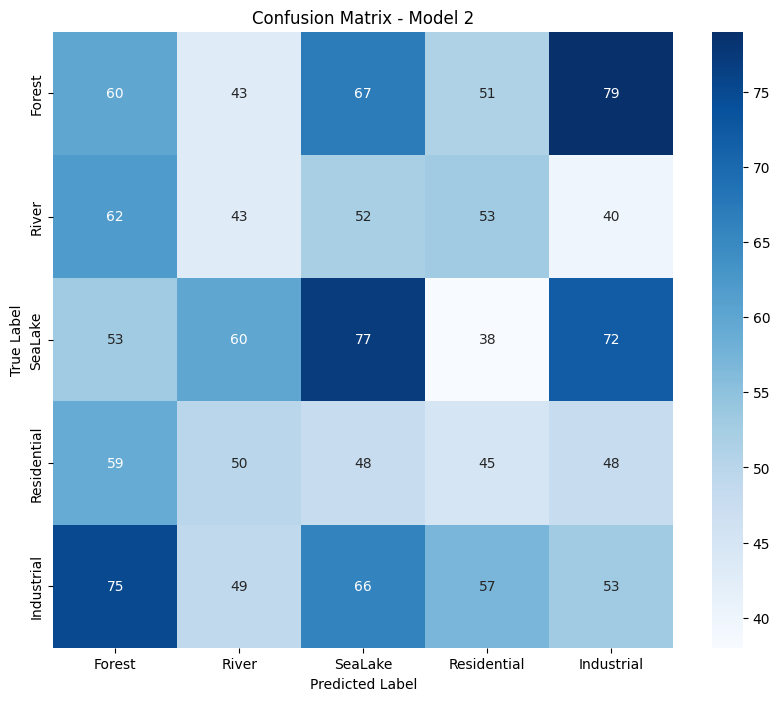 Confusion Matrix - Model 2
True Label
Forest 60 43 67 51 79
River 62 43 52 53 40
SeaLake 53 60 77 38 72
Residential 59 50 48 45 48
Industrial 75 49 66 57 53
Forest River SeaLake Residential Industrial
Predicted Label
75
70
65
60
55
50
45
40